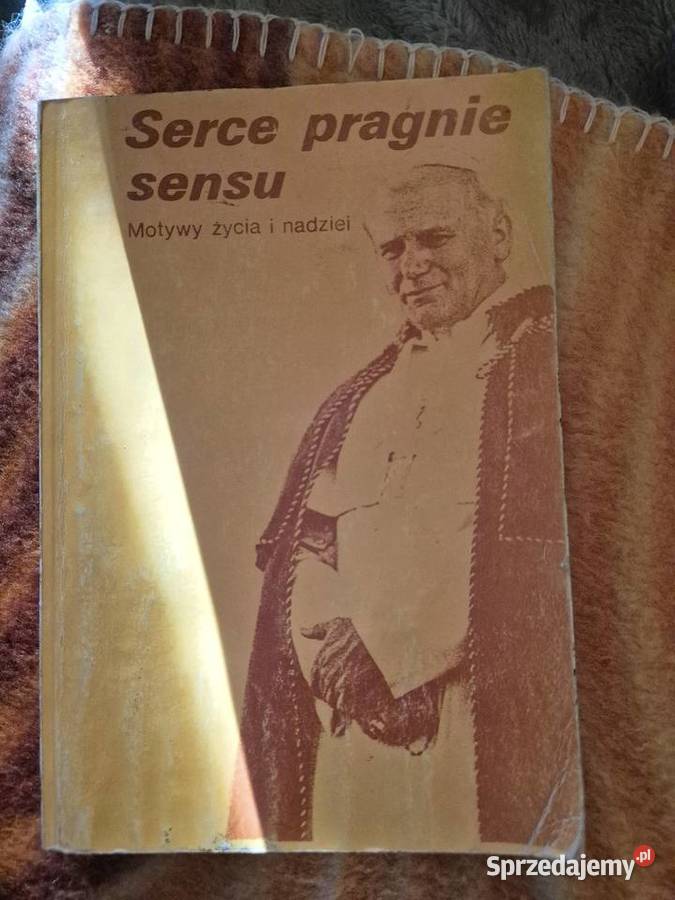 Serce pragnie
sensu
Motywy życia i nadziei
Sprzedajemy.pl